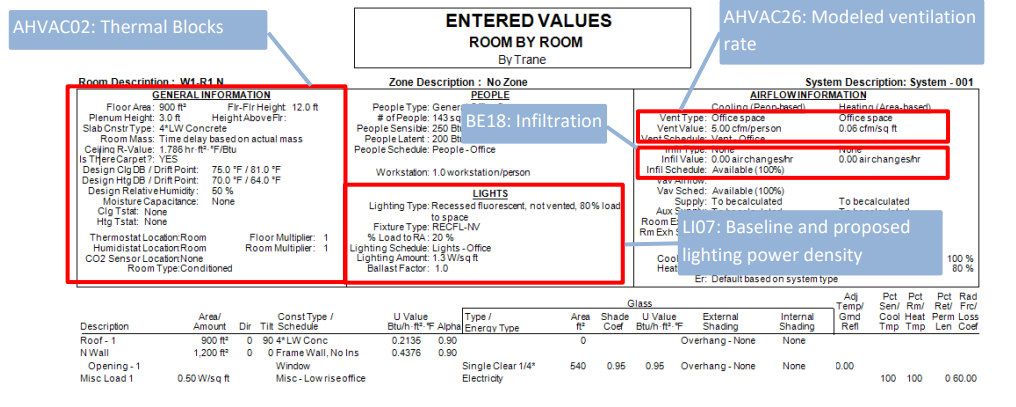 AHVAC02: Thermal Blocks
ENTERED VALUES
ROOM BY ROOM
By Trane
AHVAC26: Modeled ventilation
rate
Room Description : W1-R1 N
Zone Description : No Zone
System Description: System - 001
GENERAL INFORMATION
Floor Area: 900 ft² Flr-Flr Height 12.0 ft
Plenum Height: 3.0 ft Height Above Flr:
Slab Cnstr Type: 4"LW Concrete
Room Mass: Time delay based on actual mass
Ceiling R-Value: 1.786 hr·ft²·°F/Btu
Is There Carpet?: YES
Design Clg DB / Drift Point: 75.0 °F / 81.0 °F
Design Htg DB / Drift Point: 70.0 °F / 64.0 °F
Design Relative Humidity: 50 %
Moisture Capacitance: None
Clg Tstat: None
Htg Tstat: None
Thermostat Location: Room Floor Multiplier: 1
Humidistat Location: Room Room Multiplier: 1
CO2 Sensor Location: None
Room Type: Conditioned
PEOPLE
People Type: Gener
# of People: 143 sq
People Sensible: 250 Bt
People Latent: 200 Bt
People Schedule: People - Office
Workstation: 1.0 workstation/person
BE18: Infiltration
LIGHTS
Lighting Type: Recessed fluorescent, not vented, 80% load
to space
Fixture Type: RECFL-NV
% Load to RA: 20 %
Lighting Schedule: Lights - Office
Lighting Amount: 1.3 W/sq ft
Ballast Factor: 1.0
AIRFLOW INFORMATION
Cooling (Peop-based) Heating (Area-based)
Vent Type: Office space Office space
Vent Value: 5.00 cfm/person 0.06 cfm/sq ft
Vent Schedule: Vent - Office
Infil Type: None None
Infil Value: 0.00 air changes/hr 0.00 air changes/hr
Infil Schedule: Available (100%)
Vav Airflow:
Vav Sched: Available (100%)
Supply: To be calculated To be calculated
Aux
Room E
Rm Exh S
LI07: Baseline and proposed
lighting power density
Cool 100 %
Heat 80 %
Er: Default based on system type
Glass
Description Area/ Amount Dir Tilt Const Type / Schedule U Value Btu/h·ft²·°F Alpha Type / Energy Type Area ft² Shade Coef U Value Btu/h·ft²·°F External Shading Internal Shading Adj Temp/ Grnd Refl Pct Sen/ Cool Tmp Pct Rm/ Heat Tmp Pct Ret/ Perm Len Rad Frc/ Loss Coef
Roof - 1 900 ft² 0 90 4" LW Conc 0.2135 0.90 0 Overhang - None None
N Wall 1,200 ft² 0 0 Frame Wall, No Ins 0.4376 0.90
Opening - 1 Window Single Clear 1/4" 540 0.95 0.95 Overhang - None None 0.00
Misc Load 1 0.50 W/sq ft Misc - Low rise office Electricity 100 100 0 60.00